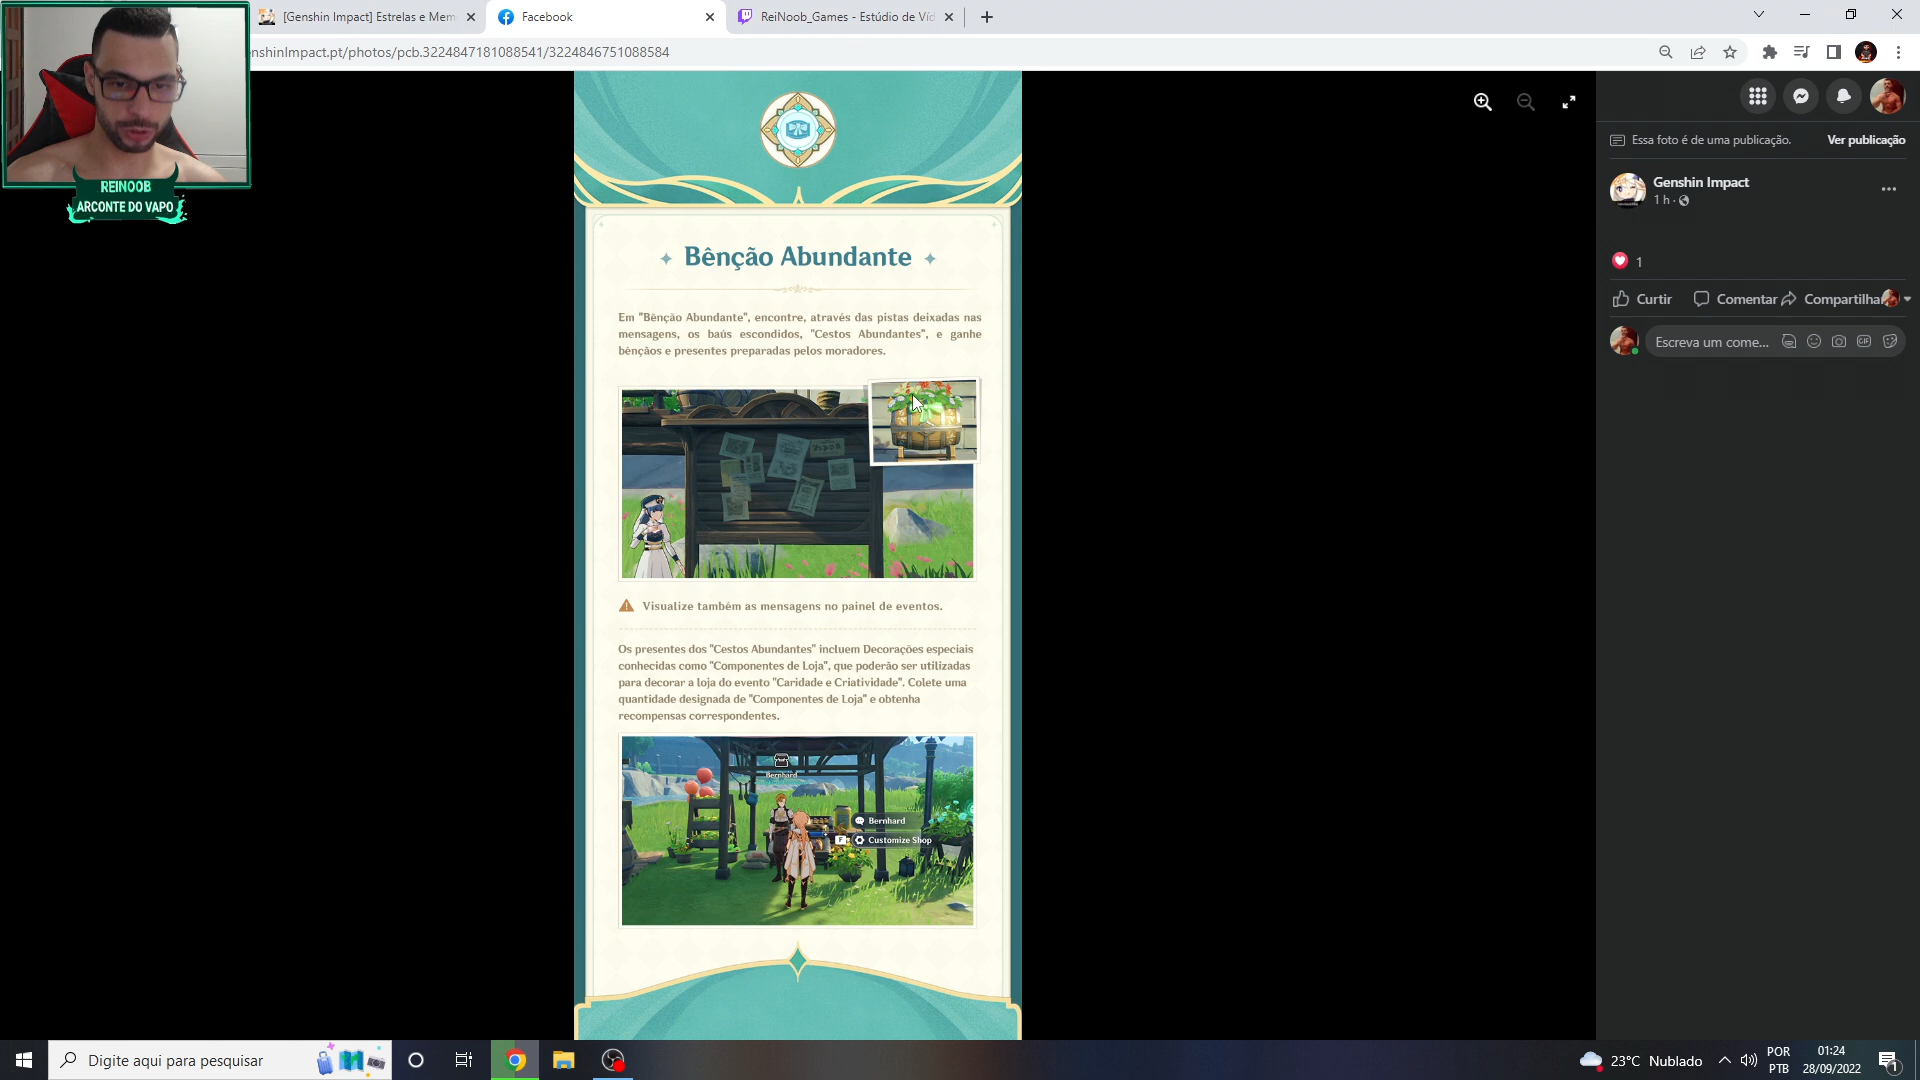 [Genshin Impact] Estrelas e Mem
Facebook
ReiNoob_Games - Estúdio de Víd
enshinImpact.pt/photos/pcb.3224847181088541/3224846751088584
REINOOB
ARCONTE DO VAPO
Bênção Abundante
Em "Bênção Abundante", encontre, através das pistas deixadas nas
mensagens, os baús escondidos, "Cestos Abundantes", e ganhe
bênçãos e presentes preparadas pelos moradores.
Visualize também as mensagens no painel de eventos.
Os presentes dos "Cestos Abundantes" incluem Decorações especiais
conhecidas como "Componentes de Loja", que poderão ser utilizadas
para decorar a loja do evento "Caridade e Criatividade". Colete uma
quantidade designada de "Componentes de Loja" e obtenha
recompensas correspondentes.
Bernhard
Bernhard
F
Customize Shop
Essa foto é de uma publicação.
Ver publicação
Genshin Impact
1 h ·
1
Curtir
Comentar
Compartilha
Escreva um come...
GIF
Digite aqui para pesquisar
23°C Nublado
POR
PTB
01:24
28/09/2022
1